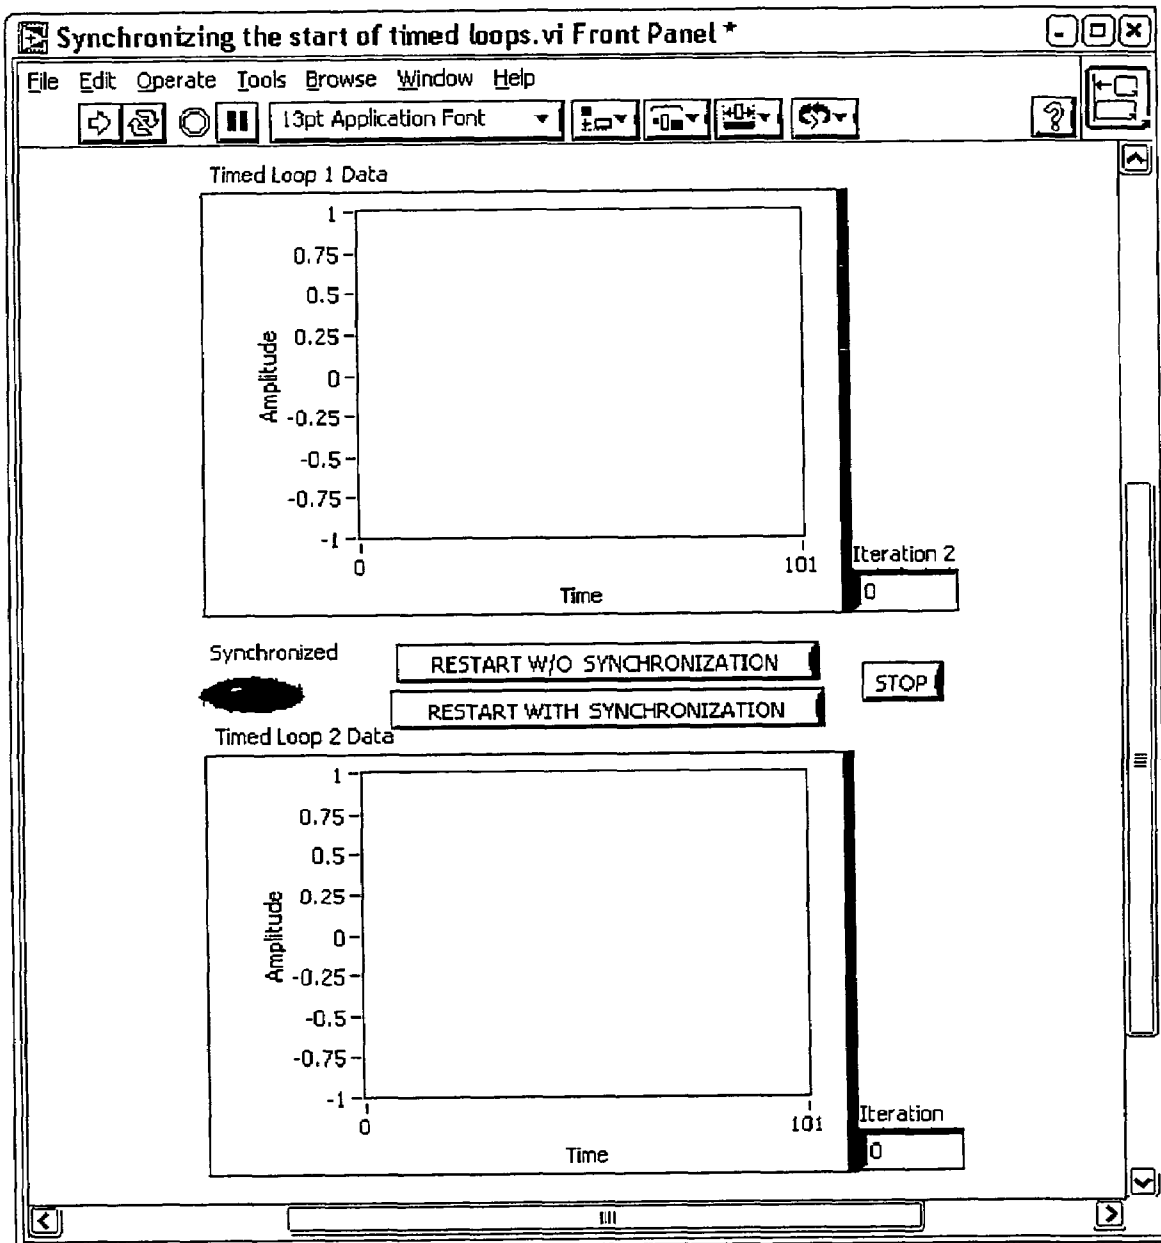 Synchronizing the start of timed loops.vi Front Panel *
File Edit Operate Tools Browse Window Help
13pt Application Font
?
Timed Loop 1 Data
1
0.75
0.5
0.25
0
-0.25
-0.5
-0.75
-1
Amplitude
0 101
Time
Iteration 2
0
Synchronized
RESTART W/O SYNCHRONIZATION
RESTART WITH SYNCHRONIZATION
STOP
Timed Loop 2 Data
1
0.75
0.5
0.25
0
-0.25
-0.5
-0.75
-1
Amplitude
0 101
Time
Iteration
0